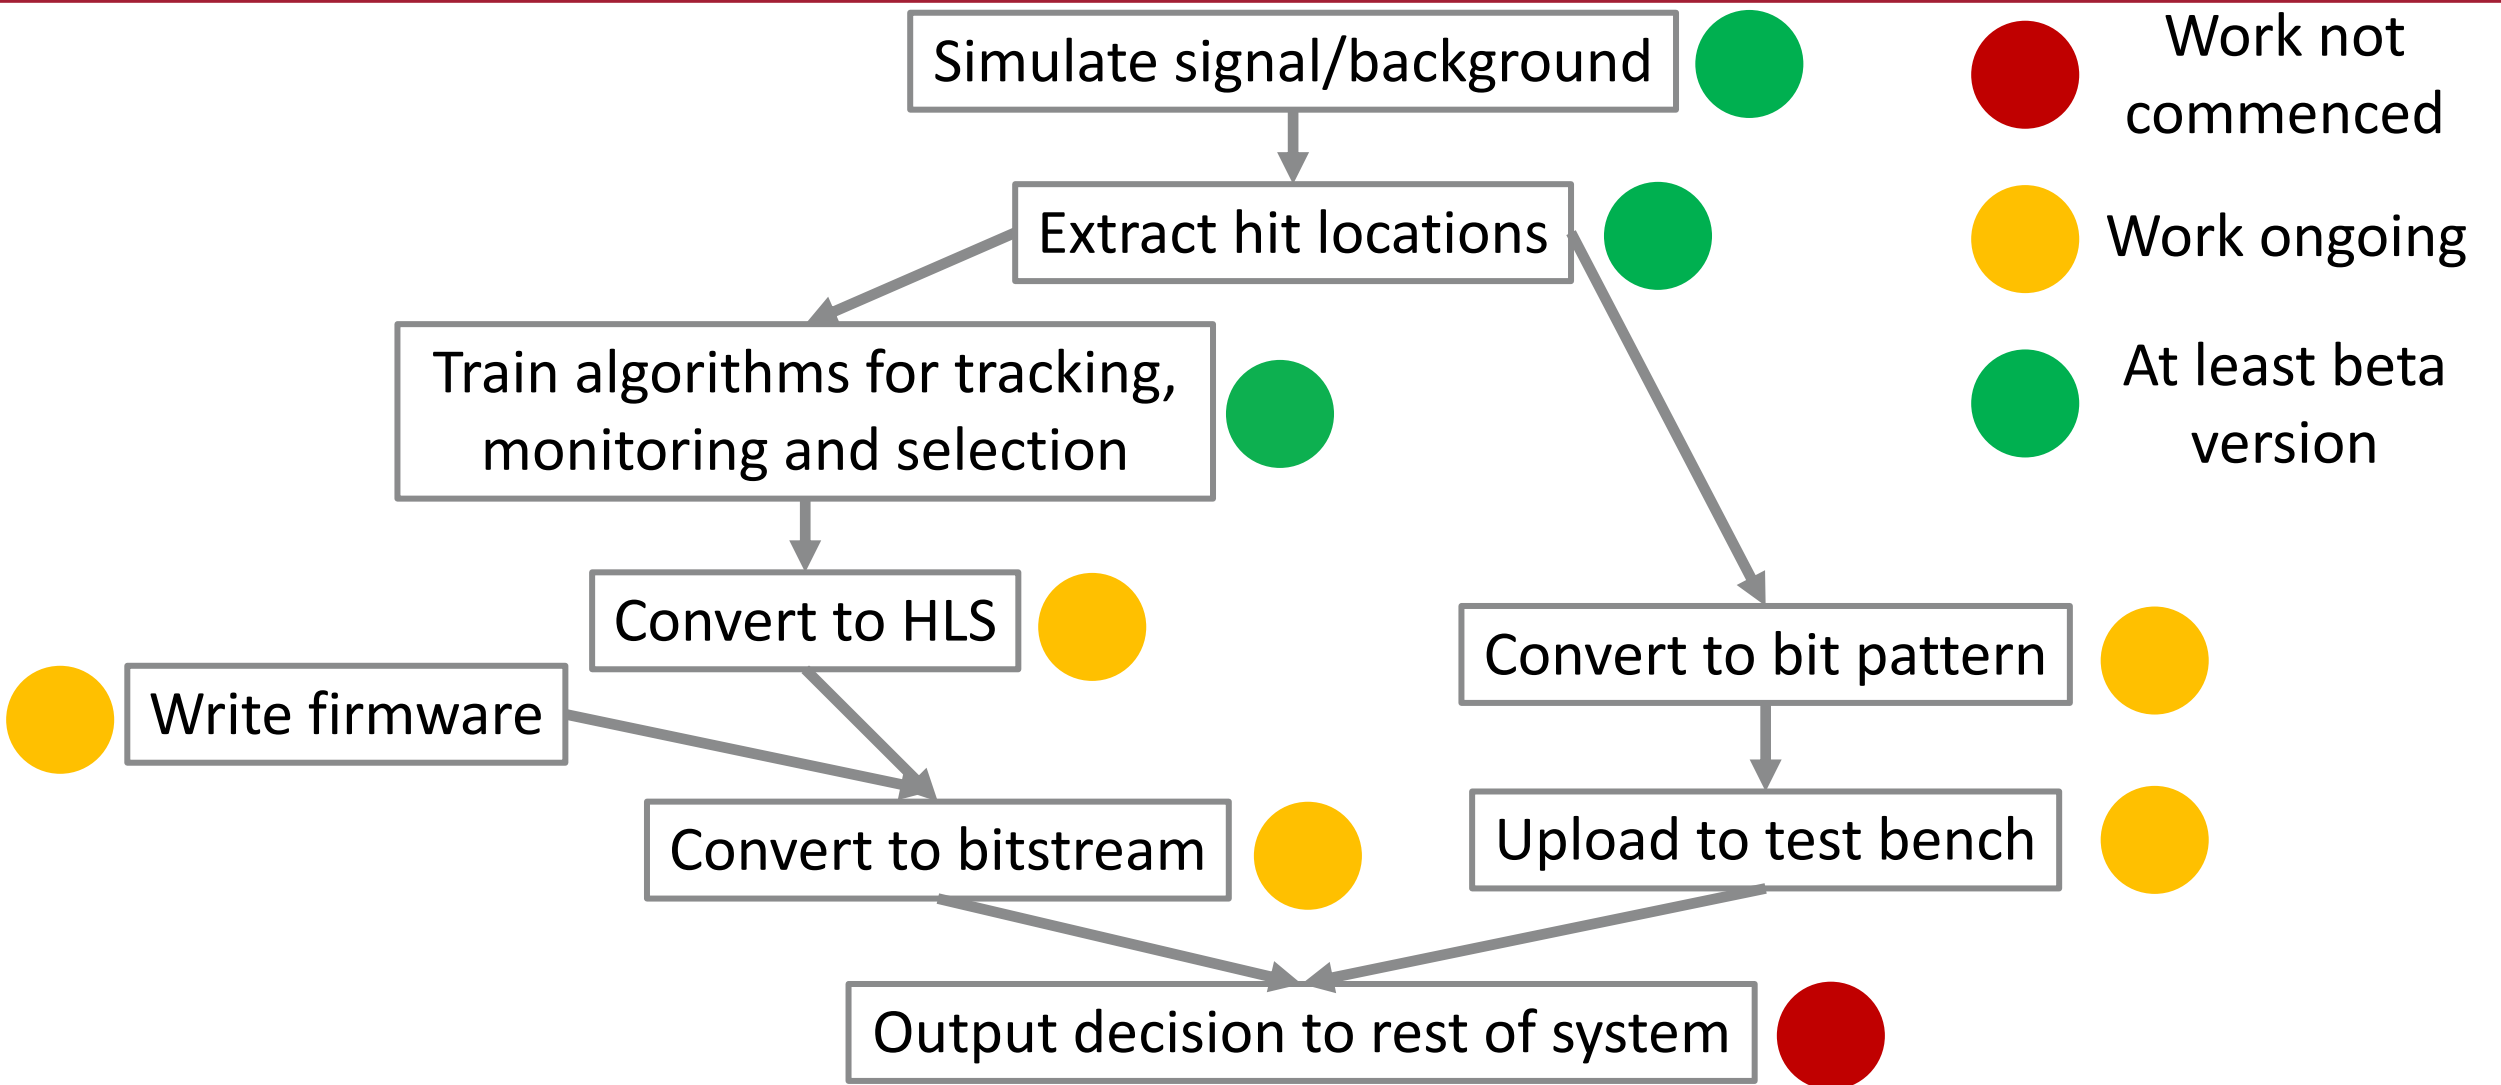 Simulate signal/background
Work not
commenced
Extract hit locations
Work ongoing
Train algorithms for tracking,
monitoring and selection
At least beta
version
Convert to HLS
Convert to bit pattern
Write firmware
Convert to bitstream
Upload to test bench
Output decision to rest of system